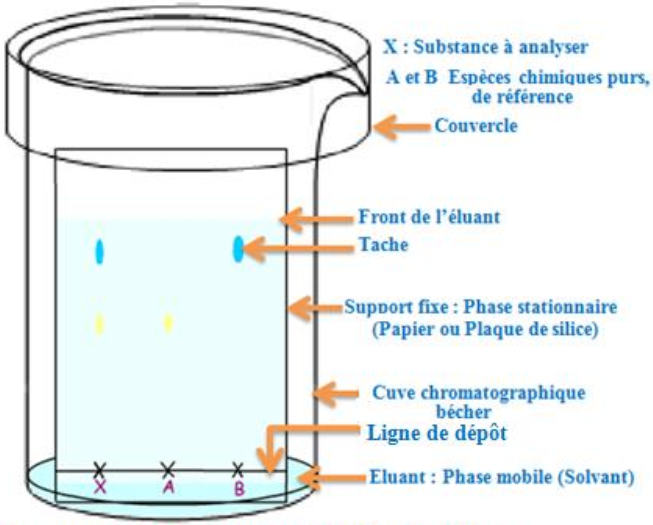 X : Substance à analyser
A et B Espèces chimiques purs,
de référence
Couvercle
Front de l'éluant
Tache
Support fixe : Phase stationnaire
(Papier ou Plaque de silice)
Cuve chromatographique
bécher
Ligne de dépôt
Eluant : Phase mobile (Solvant)
X A B